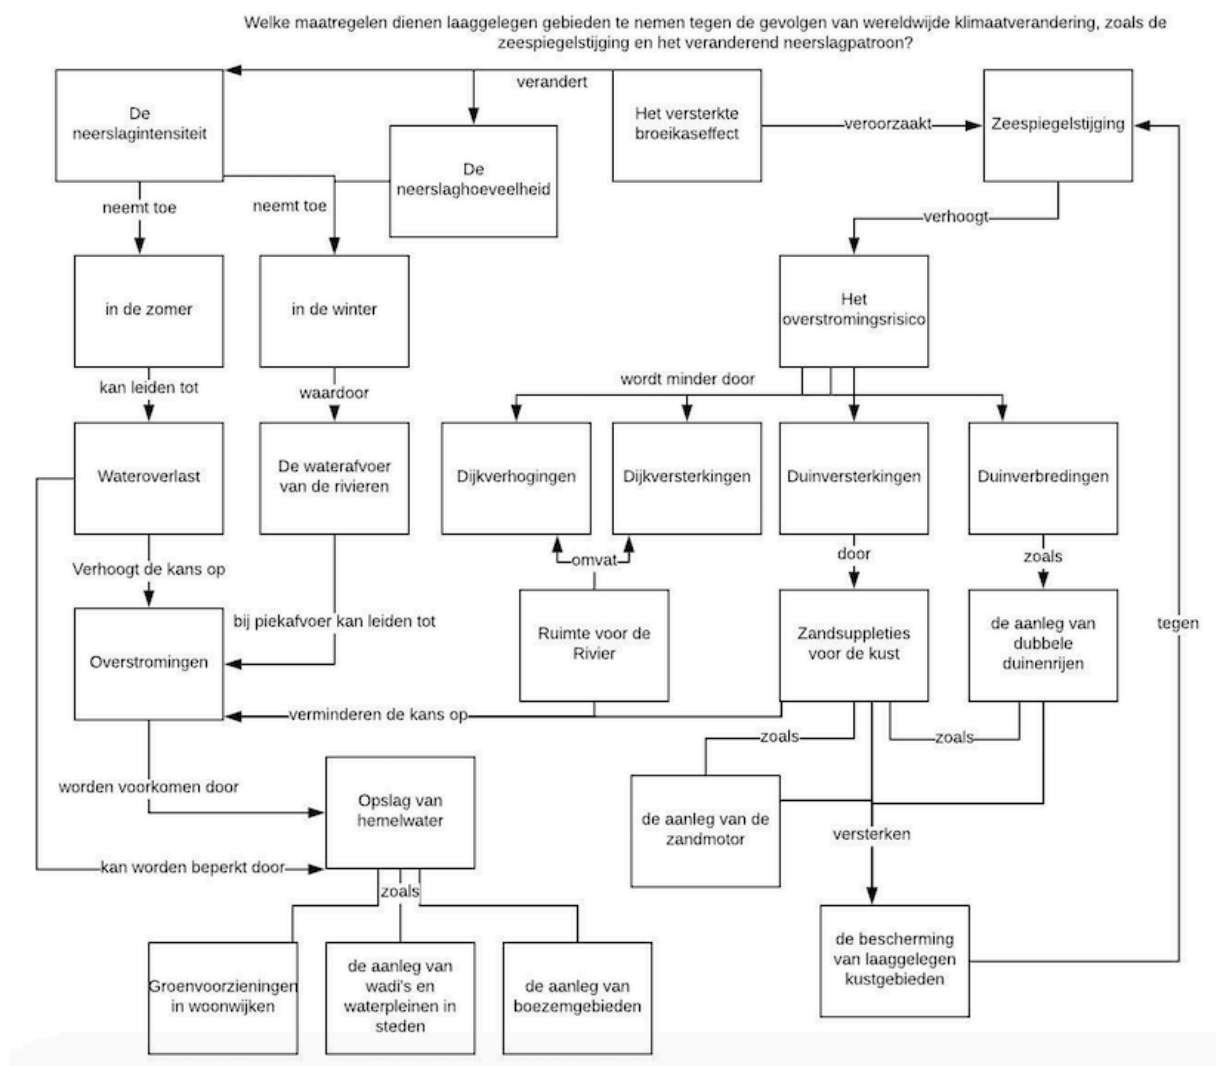 Welke maatregelen dienen laaggelegen gebieden te nemen tegen de gevolgen van wereldwijde klimaatverandering, zoals de
zeespiegelstijging en het veranderend neerslagpatroon?
verandert
De
neerslagintensiteit
Het versterkte
broeikaseffect
veroorzaakt
Zeespiegelstijging
De
neerslaghoeveelheid
neemt toe
neemt toe
verhoogt
in de zomer
in de winter
Het
overstromingsrisico
kan leiden tot
waardoor
wordt minder door
Wateroverlast
De waterafvoer
van de rivieren
Dijkverhogingen
Dijkversterkingen
Duinversterkingen
Duinverbredingen
Verhoogt de kans op
omvat
door
zoals
bij piekafvoer kan leiden tot
Overstromingen
Ruimte voor de
Rivier
Zandsuppleties
voor de kust
de aanleg van
dubbele
duinenrijen
tegen
verminderen de kans op
zoals
zoals
worden voorkomen door
Opslag van
hemelwater
de aanleg van de
zandmotor
versterken
kan worden beperkt door
zoals
Groenvoorzieningen
in woonwijken
de aanleg van
wadi's en
waterpleinen in
steden
de aanleg van
boezemgebieden
de bescherming
van laaggelegen
kustgebieden